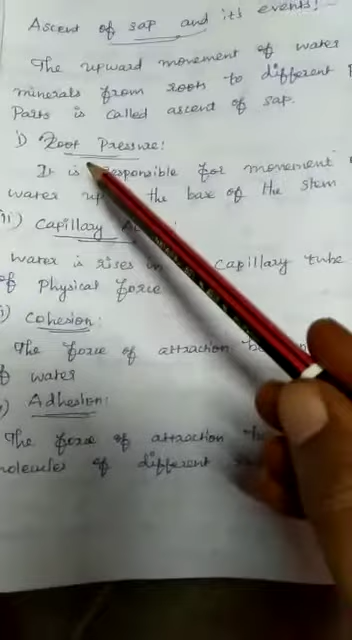 Ascent of sap and its events:-
The upward movement of water
minerals from roots to different
Parts is called ascent of sap.
i) Root Pressure:
It is responsible for movement
water up the base of the stem
ii) Capillary
water is rises in capillary tube
of physical force
) Cohesion:
The force of attraction
of water
) Adhesion:
The force of attraction
molecules of different